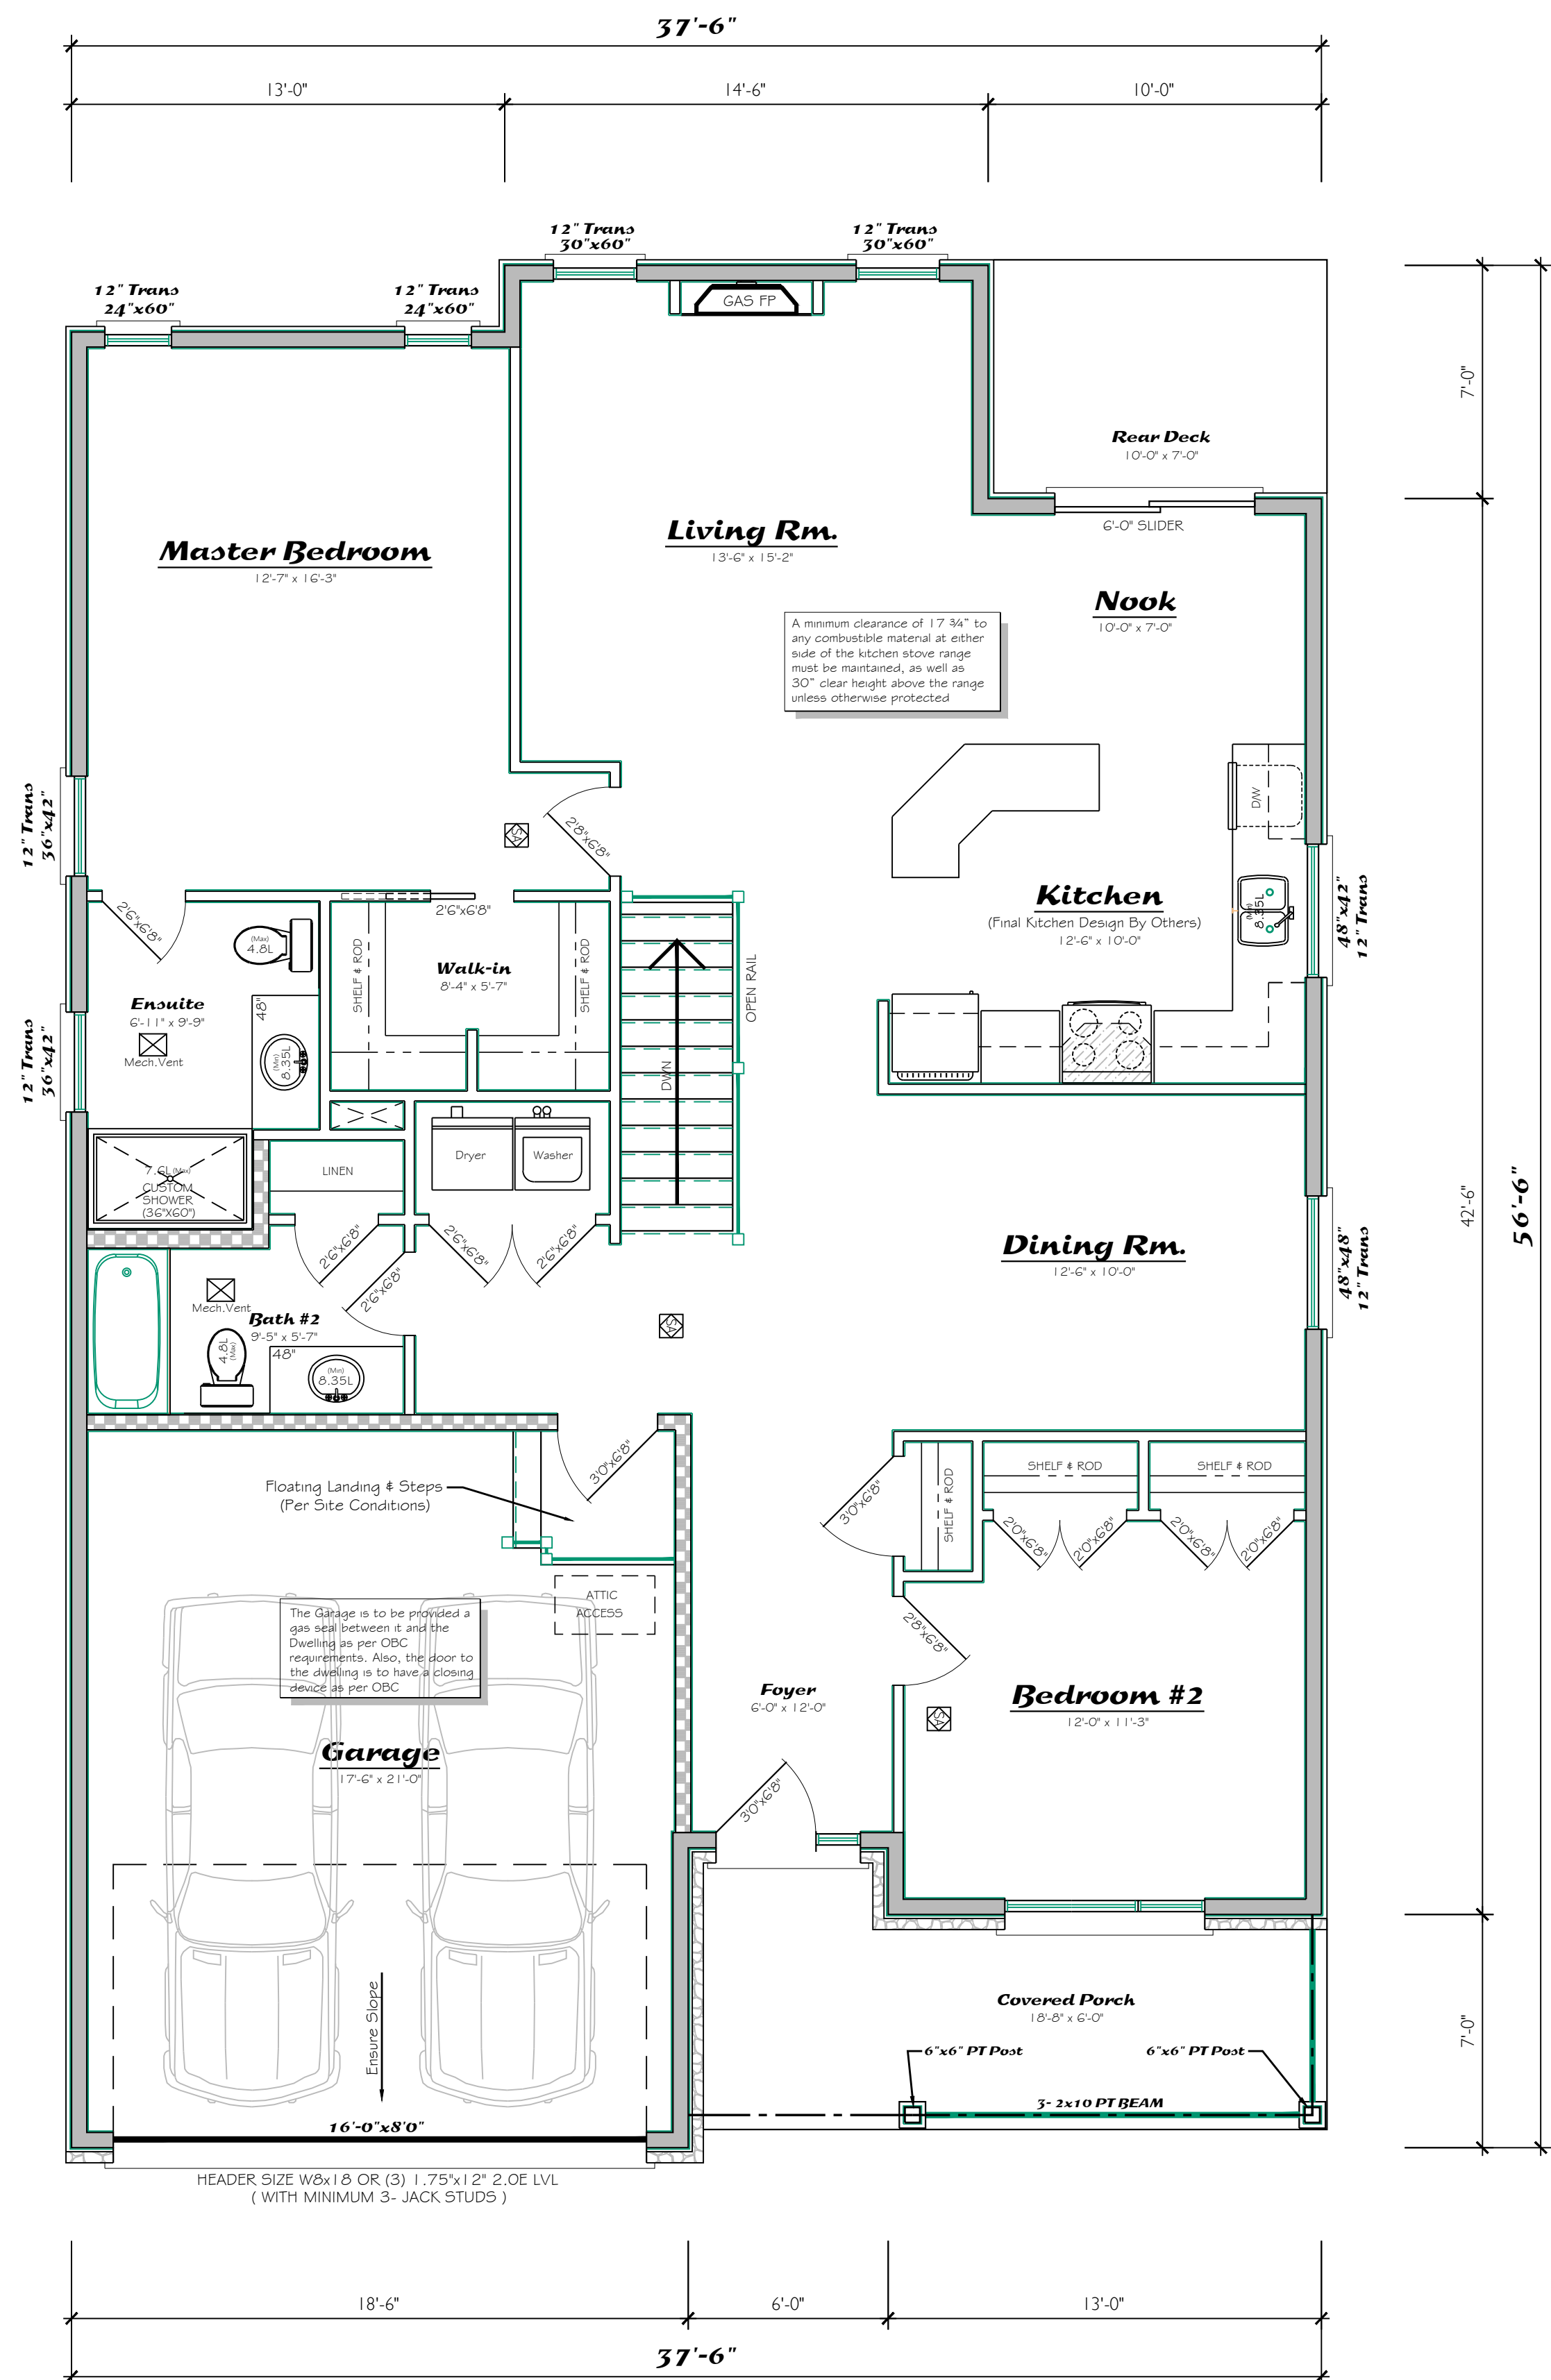 37'-6"
13'-0"
14'-6"
10'-0"
12" Trans
30"x60"
12" Trans
30"x60"
12" Trans
24"x60"
12" Trans
24"x60"
GAS FP
7'-0"
Rear Deck
10'-0" x 7'-0"
6'-0" SLIDER
Living Rm.
13'-6" x 15'-2"
Master Bedroom
12'-7" x 16'-3"
Nook
10'-0" x 7'-0"
A minimum clearance of 17 ¾” to
any combustible material at either
side of the kitchen stove range
must be maintained, as well as
30” clear height above the range
unless otherwise protected
12" Trans
36"x42"
SA
2'8"x6'8"
D/W
Kitchen
(Final Kitchen Design By Others)
12'-6" x 10'-0"
(Min)
8.35L
48"x42"
12" Trans
2'6"x6'8"
2'6"x6'8"
(Max)
4.8L
SHELF & ROD
Walk-in
8'-4" x 5'-7"
SHELF & ROD
OPEN RAIL
DWN
Ensuite
6'-11" x 9'-9"
Mech.Vent
48"
(Min)
8.35L
12" Trans
36"x42"
7.6L (Max)
CUSTOM
SHOWER
(36"X60")
LINEN
Dryer
Washer
2'6"x6'8"
2'6"x6'8"
2'6"x6'8"
2'6"x6'8"
Dining Rm.
12'-6" x 10'-0"
48"x48"
12" Trans
42'-6"
56'-6"
Mech.Vent
Bath #2
9'-5" x 5'-7"
4.8L
(Max)
48"
(Min)
8.35L
SA
3'0"x6'8"
Floating Landing & Steps
(Per Site Conditions)
3'0"x6'8"
SHELF & ROD
SHELF & ROD
SHELF & ROD
2'0"x6'8"
2'0"x6'8"
2'0"x6'8"
2'0"x6'8"
ATTIC
ACCESS
The Garage is to be provided a
gas seal between it and the
Dwelling as per OBC
requirements. Also, the door to
the dwelling is to have a closing
device as per OBC
2'8"x6'8"
Foyer
6'-0" x 12'-0"
SA
Bedroom #2
12'-0" x 11'-3"
Garage
17'-6" x 21'-0"
3'0"x6'8"
Ensure Slope
Covered Porch
18'-8" x 6'-0"
6"x6" PT Post
6"x6" PT Post
3- 2x10 PT BEAM
7'-0"
16'-0"x8'0"
HEADER SIZE W8x18 OR (3) 1.75"x12" 2.0E LVL
( WITH MINIMUM 3- JACK STUDS )
18'-6"
6'-0"
13'-0"
37'-6"